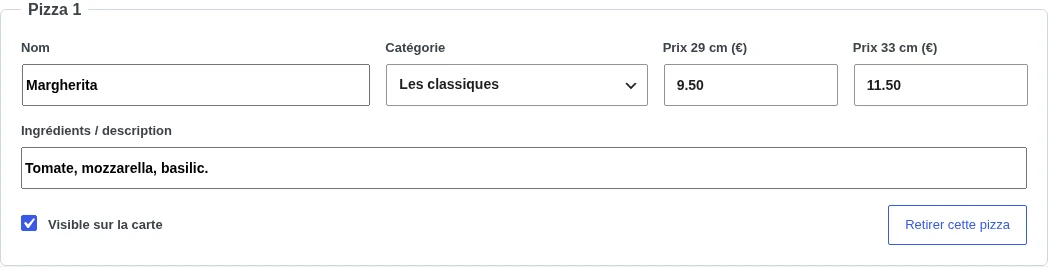 Pizza 1
Nom
Catégorie
Prix 29 cm (€)
Prix 33 cm (€)
Margherita
Les classiques
9.50
11.50
Ingrédients / description
Tomate, mozzarella, basilic.
Visible sur la carte
Retirer cette pizza